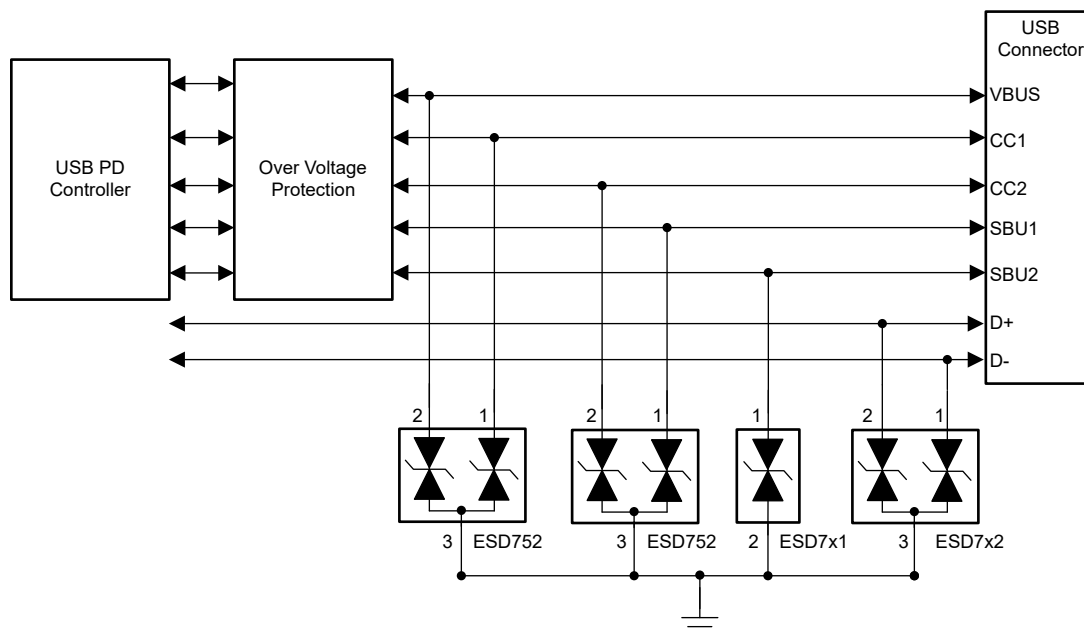 USB
Connector
USB PD
Controller
Over Voltage
Protection
VBUS
CC1
CC2
SBU1
SBU2
D+
D-
2 1 2 1 1 2 1
3 ESD752 3 ESD752 2 ESD7x1 3 ESD7x2